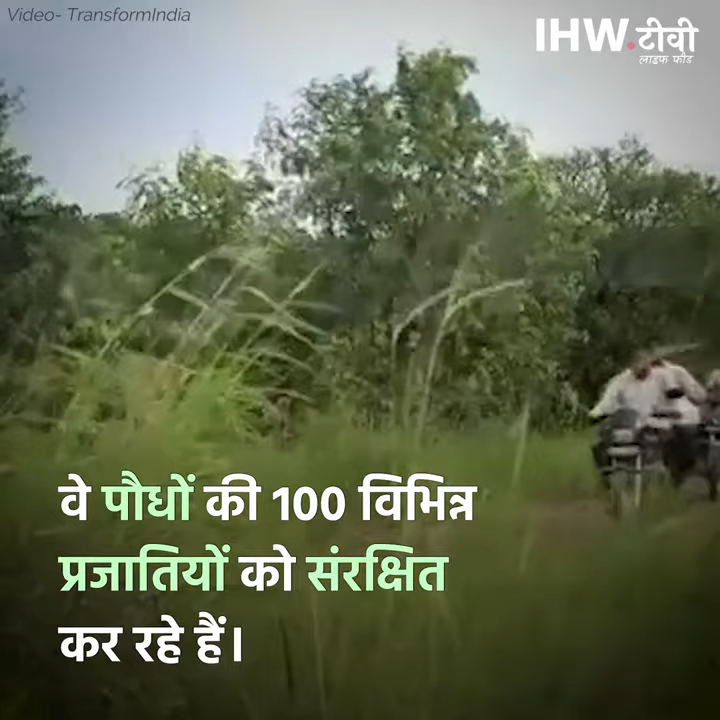 Video- TransformIndia
IHW.टीवी
लाइफ फीड
वे पौधों की 100 विभिन्न
प्रजातियों को संरक्षित
कर रहे हैं।